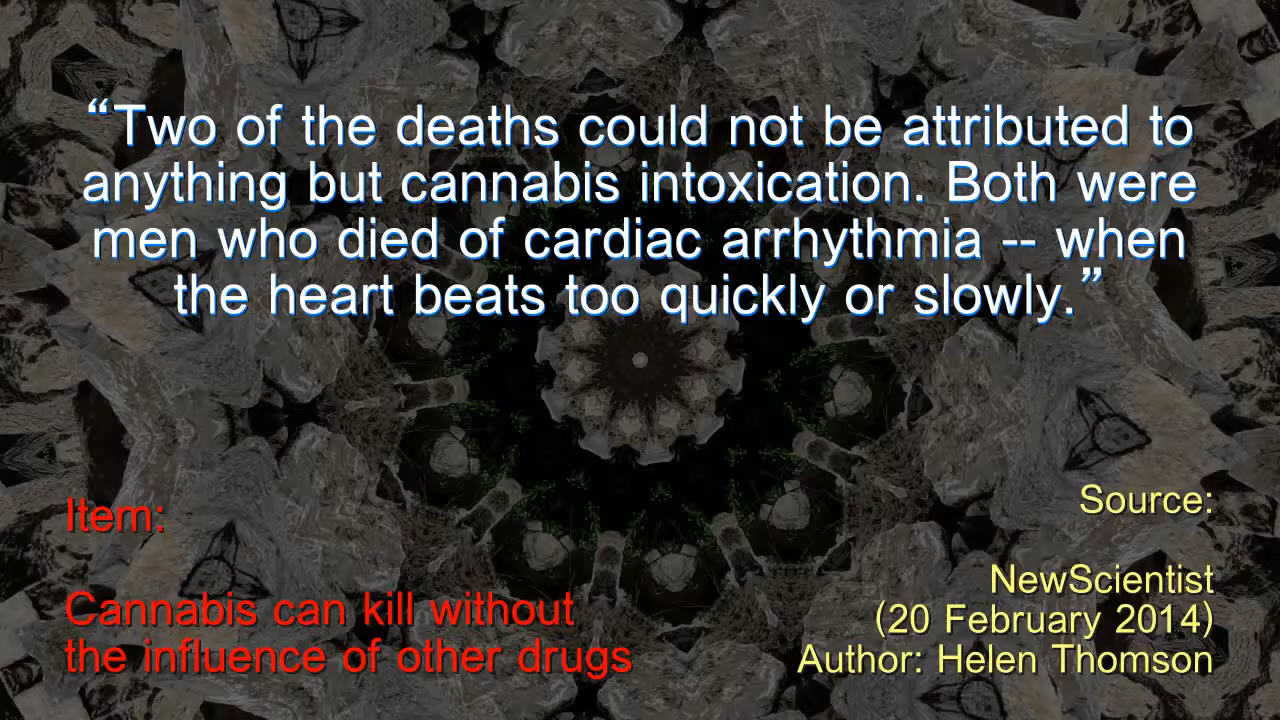 “Two of the deaths could not be attributed to
anything but cannabis intoxication. Both were
men who died of cardiac arrhythmia -- when
the heart beats too quickly or slowly.”
Item:
Cannabis can kill without
the influence of other drugs
Source:
NewScientist
(20 February 2014)
Author: Helen Thomson